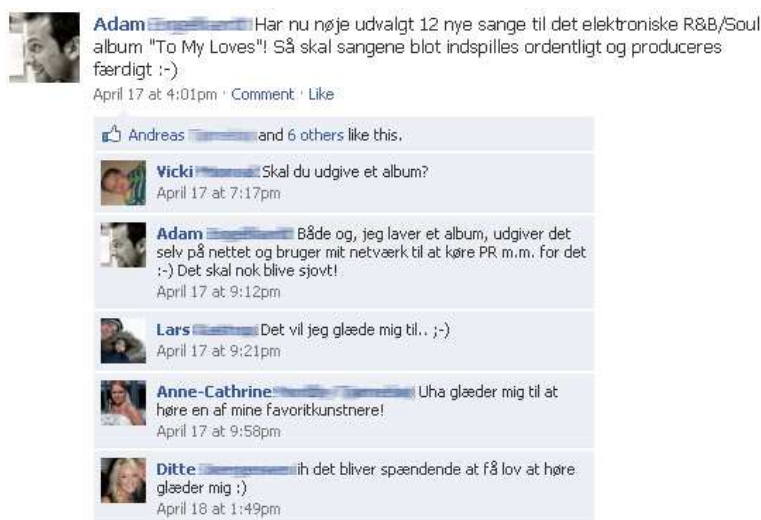 Adam Har nu nøje udvalgt 12 nye sange til det elektroniske R&B/Soul
album "To My Loves"! Så skal sangene blot indspilles ordentligt og produceres
færdigt :-)
April 17 at 4:01pm · Comment · Like
Andreas and 6 others like this.
Vicki Skal du udgive et album?
April 17 at 7:17pm
Adam Både og, jeg laver et album, udgiver det
selv på nettet og bruger mit netværk til at køre PR m.m. for det
:-) Det skal nok blive sjovt!
April 17 at 9:12pm
Lars Det vil jeg glæde mig til.. ;-)
April 17 at 9:21pm
Anne-Cathrine Uha glæder mig til at
høre en af mine favoritkunstnere!
April 17 at 9:58pm
Ditte ih det bliver spændende at få lov at høre
glæder mig :)
April 18 at 1:49pm